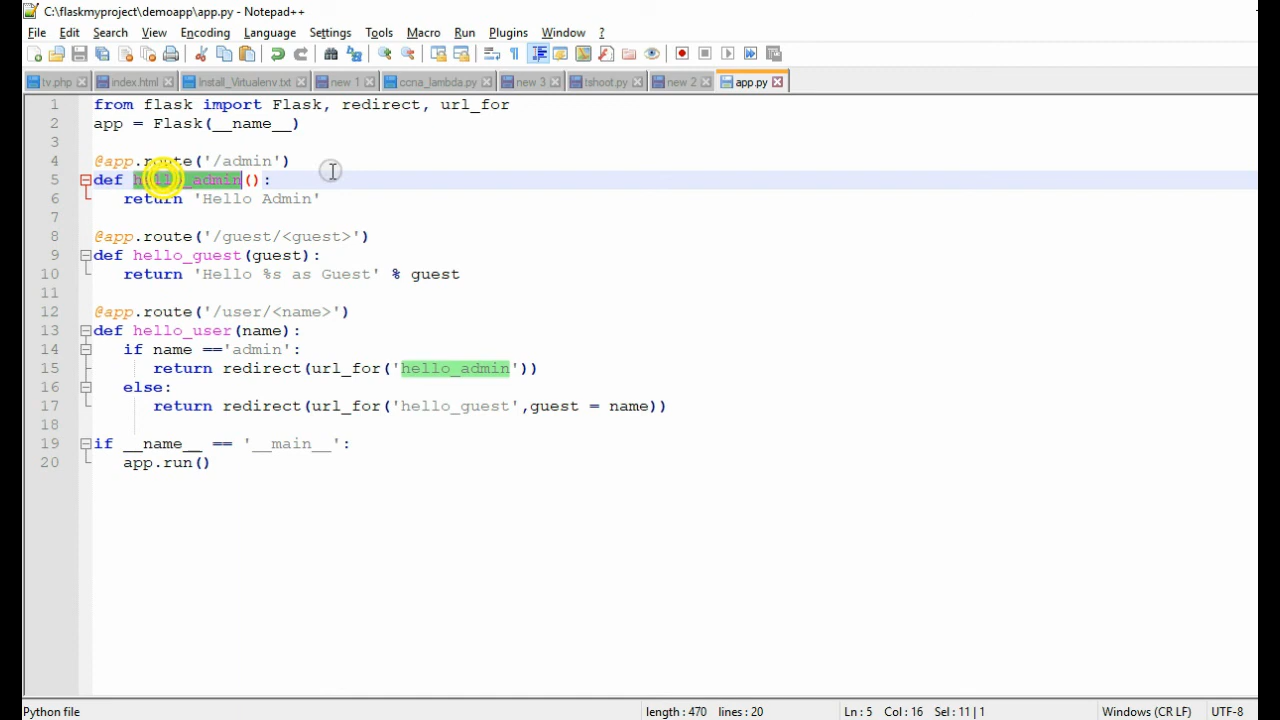 C:\flaskmyproject\demoapp\app.py - Notepad++
File Edit Search View Encoding Language Settings Tools Macro Run Plugins Window ?
tv.php index.html Install_Virtualenv.txt new 1 ccna_lambda.py new 3 tshoot.py new 2 app.py
1 from flask import Flask, redirect, url_for
2 app = Flask(__name__)
3
4 @app.route('/admin')
5 def hello_admin():
6 return 'Hello Admin'
7
8 @app.route('/guest/<guest>')
9 def hello_guest(guest):
10 return 'Hello %s as Guest' % guest
11
12 @app.route('/user/<name>')
13 def hello_user(name):
14 if name =='admin':
15 return redirect(url_for('hello_admin'))
16 else:
17 return redirect(url_for('hello_guest',guest = name))
18
19 if __name__ == '__main__':
20 app.run()
Python file length : 470 lines : 20 Ln : 5 Col : 16 Sel : 11 | 1 Windows (CR LF) UTF-8